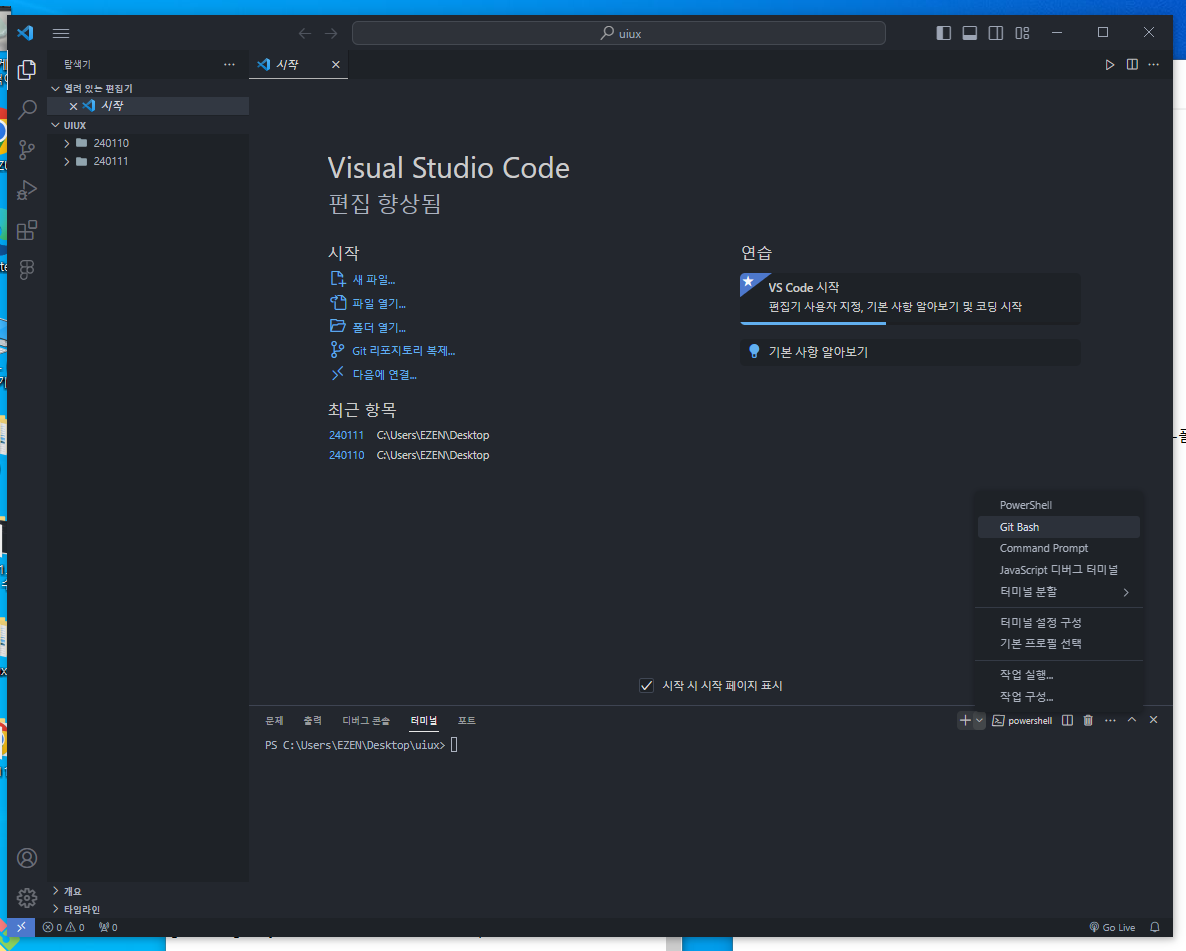 uiux
탐색기
시작
열려 있는 편집기
시작
UIUX
240110
240111
Visual Studio Code
편집 향상됨
시작
새 파일...
파일 열기...
폴더 열기...
Git 리포지토리 복제...
다음에 연결...
최근 항목
240111 C:\Users\EZEN\Desktop
240110 C:\Users\EZEN\Desktop
연습
VS Code 시작
편집기 사용자 지정, 기본 사항 알아보기 및 코딩 시작
기본 사항 알아보기
PowerShell
Git Bash
Command Prompt
JavaScript 디버그 터미널
터미널 분할
터미널 설정 구성
기본 프로필 선택
작업 실행...
작업 구성...
시작 시 시작 페이지 표시
문제 출력 디버그 콘솔 터미널 포트
powershell
PS C:\Users\EZEN\Desktop\uiux>
개요
타임라인
0 0 0
Go Live